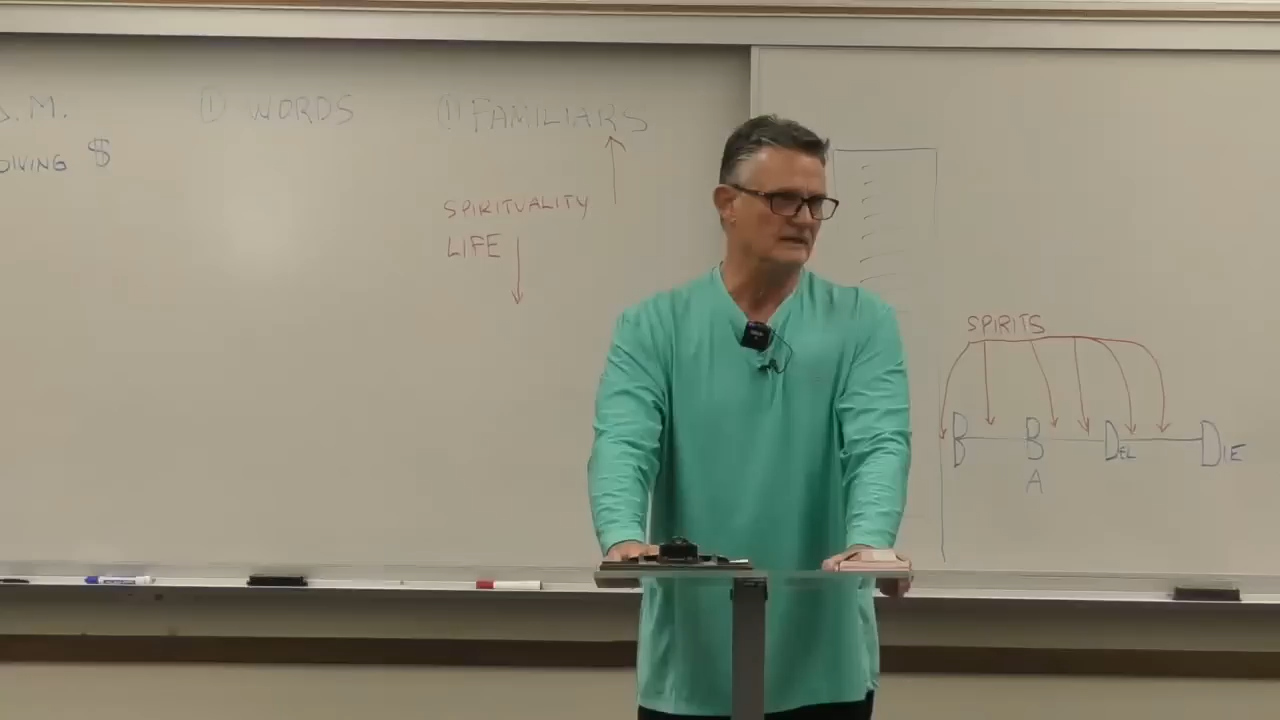 D.M.
GIVING $
① WORDS
① FAMILIARS
SPIRITUALITY
LIFE
SPIRITS
B B DEL DIE
A